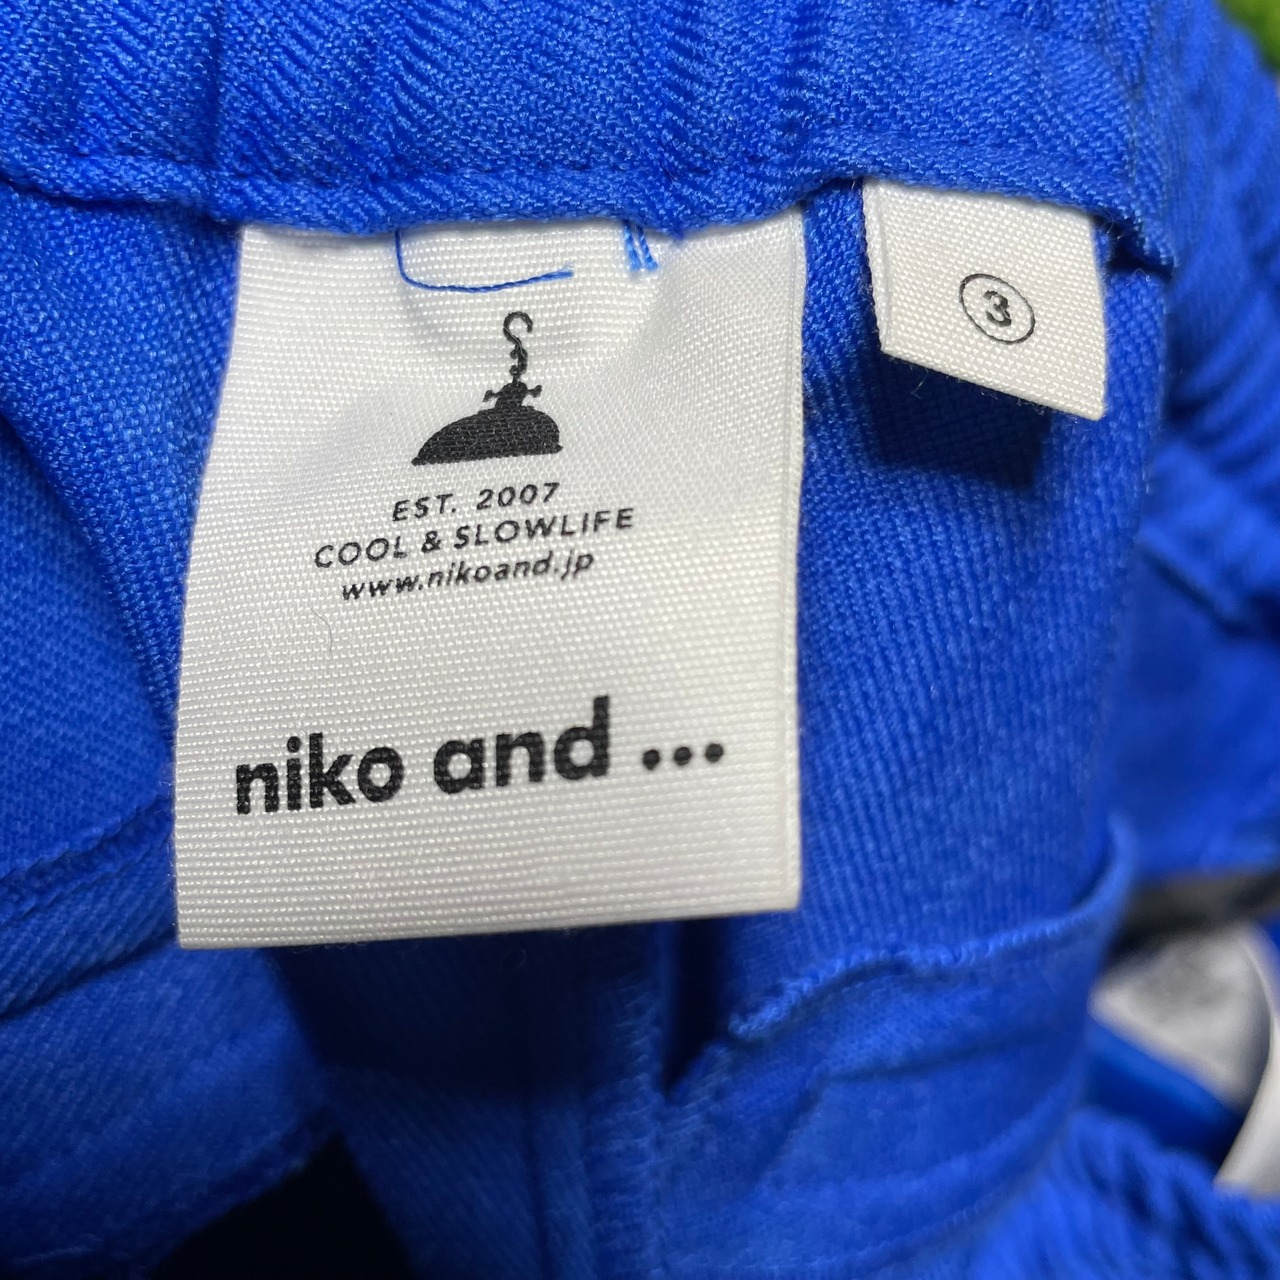 3
EST. 2007
COOL & SLOWLIFE
www.nikoand.jp
niko and ...